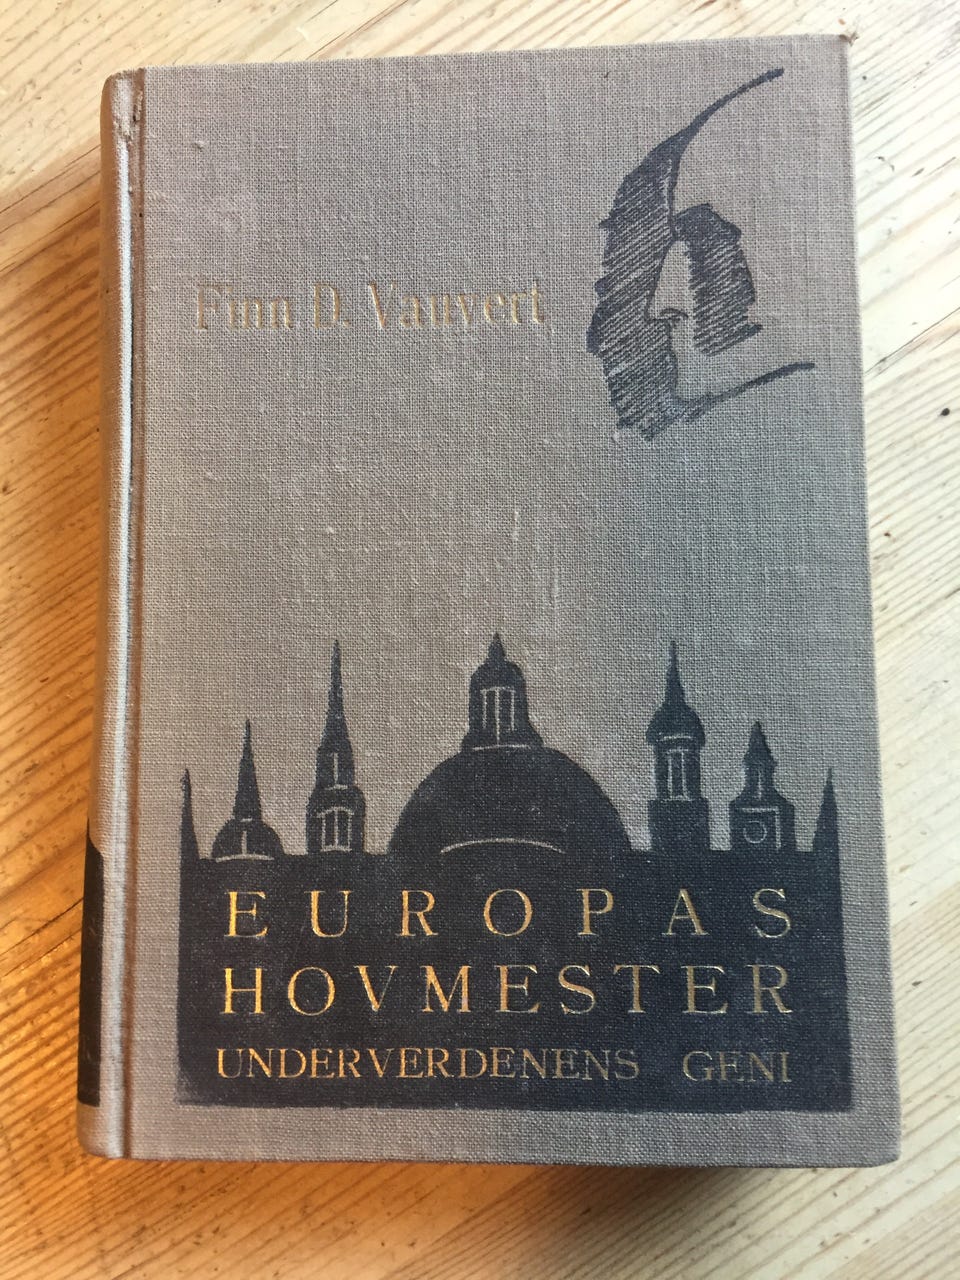 Finn D. Vauvert
EUROPAS
HOVMESTER
UNDERVERDENENS GENI